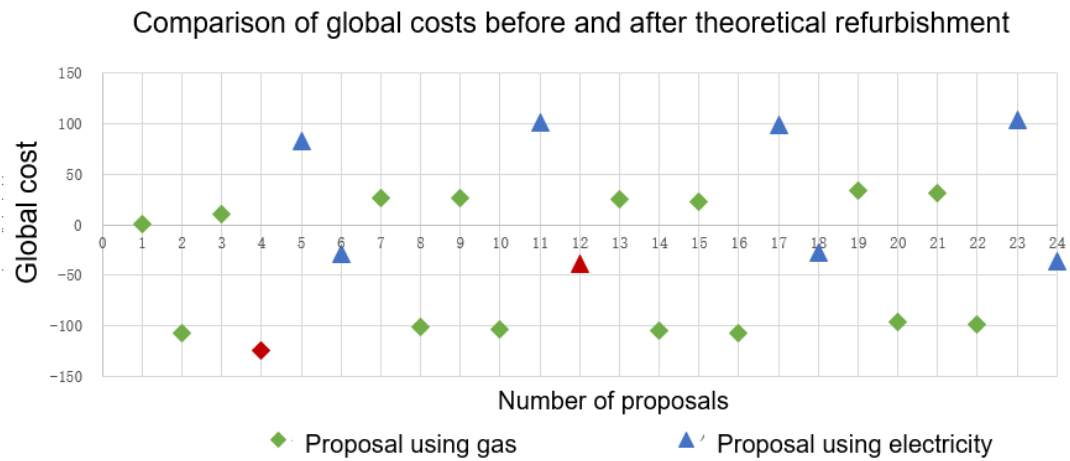 Comparison of global costs before and after theoretical refurbishment
150
100
50
0
-50
-100
-150
Global cost
0 1 2 3 4 5 6 7 8 9 10 11 12 13 14 15 16 17 18 19 20 21 22 23 24
Number of proposals
Proposal using gas
Proposal using electricity